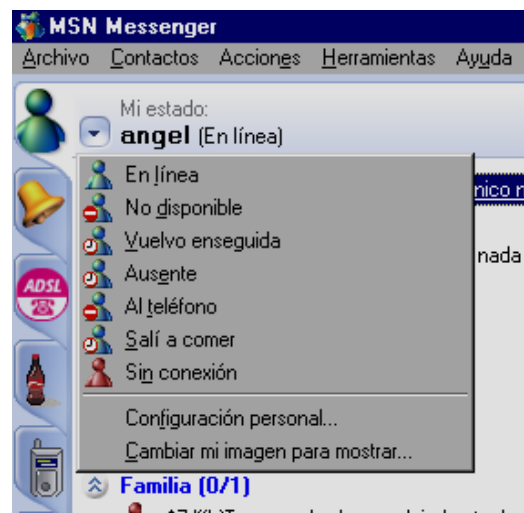 MSN Messenger
Archivo Contactos Acciones Herramientas Ayuda
Mi estado:
angel (En línea)
En línea
nico
No disponible
Vuelvo enseguida
nada
Ausente
ADSL
Al teléfono
Salí a comer
Sin conexión
Configuración personal...
Cambiar mi imagen para mostrar...
Familia (0/1)